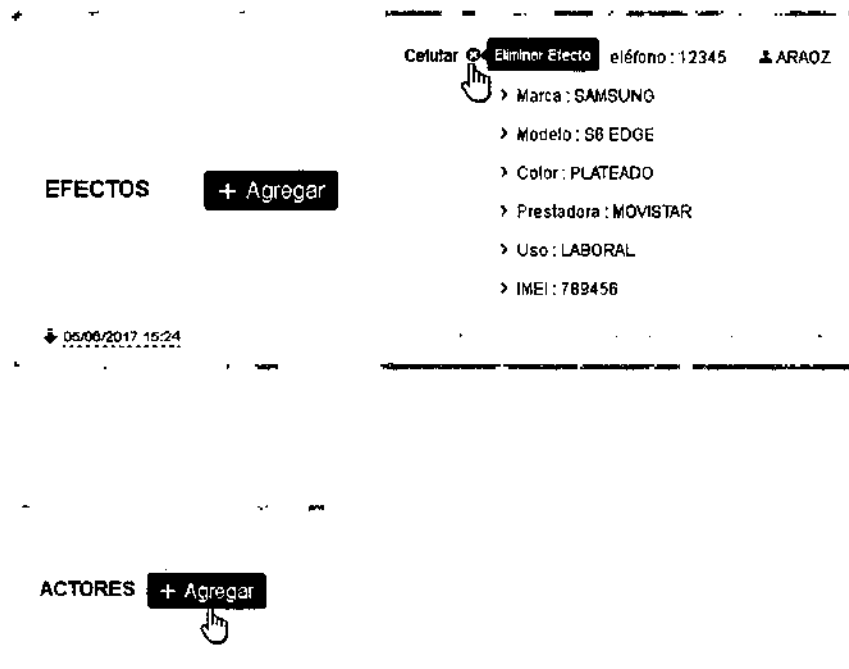 Celular Eliminar Efecto eléfono : 12345 ARAOZ
> Marca : SAMSUNG
> Modelo : S6 EDGE
> Color : PLATEADO
> Prestadora : MOVISTAR
> Uso : LABORAL
> IMEI : 789456
EFECTOS + Agregar
05/06/2017 15:24
ACTORES + Agregar